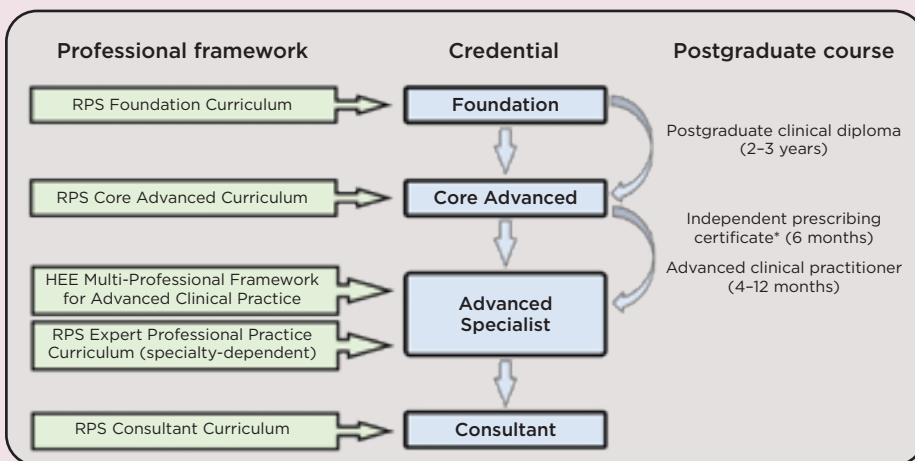 Professional framework
Credential
Postgraduate course
RPS Foundation Curriculum
Foundation
Postgraduate clinical diploma
(2–3 years)
RPS Core Advanced Curriculum
Core Advanced
Independent prescribing
certificate* (6 months)
Advanced clinical practitioner
(4–12 months)
HEE Multi-Professional Framework
for Advanced Clinical Practice
RPS Expert Professional Practice
Curriculum (specialty-dependent)
Advanced
Specialist
RPS Consultant Curriculum
Consultant